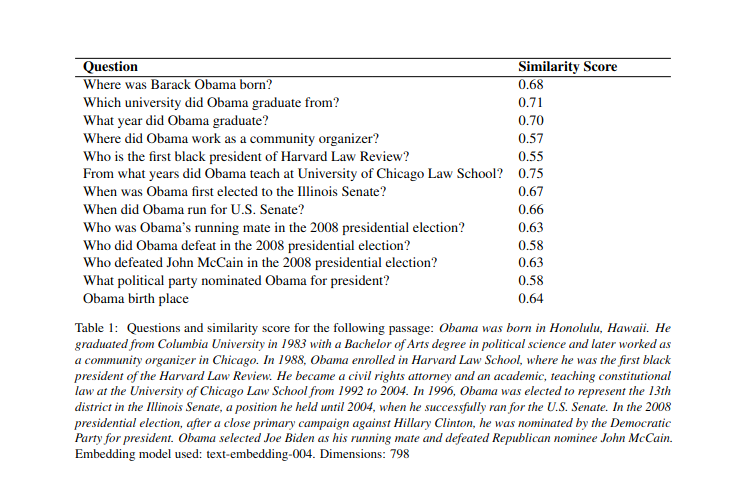 Question Similarity Score
Where was Barack Obama born? 0.68
Which university did Obama graduate from? 0.71
What year did Obama graduate? 0.70
Where did Obama work as a community organizer? 0.57
Who is the first black president of Harvard Law Review? 0.55
From what years did Obama teach at University of Chicago Law School? 0.75
When was Obama first elected to the Illinois Senate? 0.67
When did Obama run for U.S. Senate? 0.66
Who was Obama's running mate in the 2008 presidential election? 0.63
Who did Obama defeat in the 2008 presidential election? 0.58
Who defeated John McCain in the 2008 presidential election? 0.63
What political party nominated Obama for president? 0.58
Obama birth place 0.64
Table 1: Questions and similarity score for the following passage: Obama was born in Honolulu, Hawaii. He
graduated from Columbia University in 1983 with a Bachelor of Arts degree in political science and later worked as
a community organizer in Chicago. In 1988, Obama enrolled in Harvard Law School, where he was the first black
president of the Harvard Law Review. He became a civil rights attorney and an academic, teaching constitutional
law at the University of Chicago Law School from 1992 to 2004. In 1996, Obama was elected to represent the 13th
district in the Illinois Senate, a position he held until 2004, when he successfully ran for the U.S. Senate. In the 2008
presidential election, after a close primary campaign against Hillary Clinton, he was nominated by the Democratic
Party for president. Obama selected Joe Biden as his running mate and defeated Republican nominee John McCain.
Embedding model used: text-embedding-004. Dimensions: 798